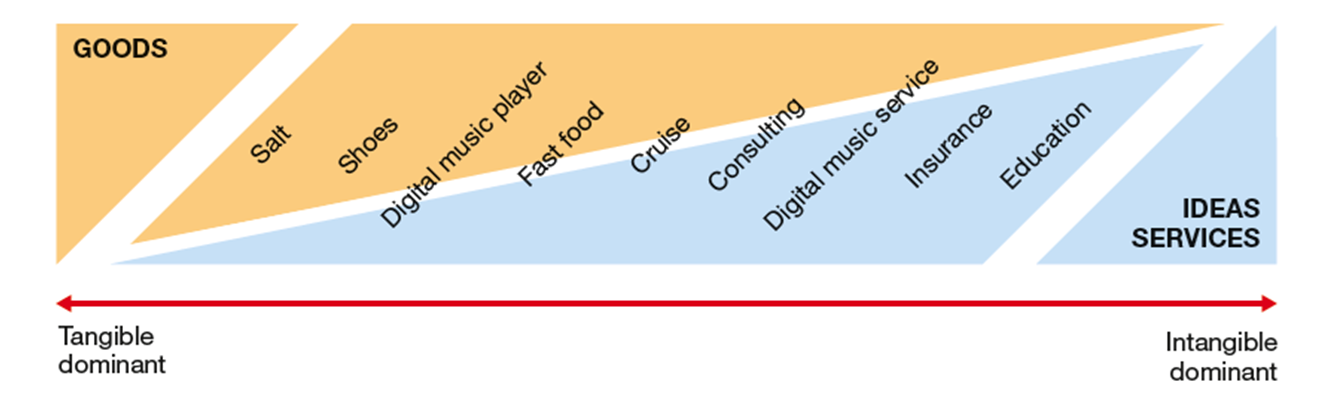 GOODS
Salt
Shoes
Digital music player
Fast food
Cruise
Consulting
Digital music service
Insurance
Education
IDEAS
SERVICES
Tangible
dominant
Intangible
dominant